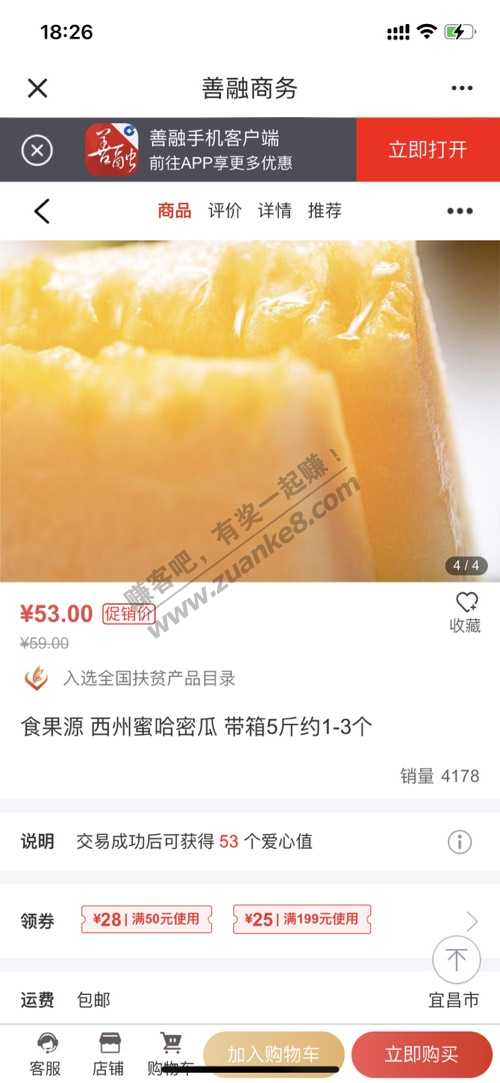 18:26
善融商务
善融
善融手机客户端
前往APP享更多优惠
立即打开
商品 评价 详情 推荐
赚客吧，有奖一起赚！
www.zuanke8.com
4 / 4
¥53.00 促销价
¥59.00
收藏
入选全国扶贫产品目录
食果源 西州蜜哈密瓜 带箱5斤约1-3个
销量 4178
说明 交易成功后可获得 53 个爱心值
领券 ¥28 | 满50元使用 ¥25 | 满199元使用
运费 包邮 宜昌市
客服 店铺 购物车 加入购物车 立即购买